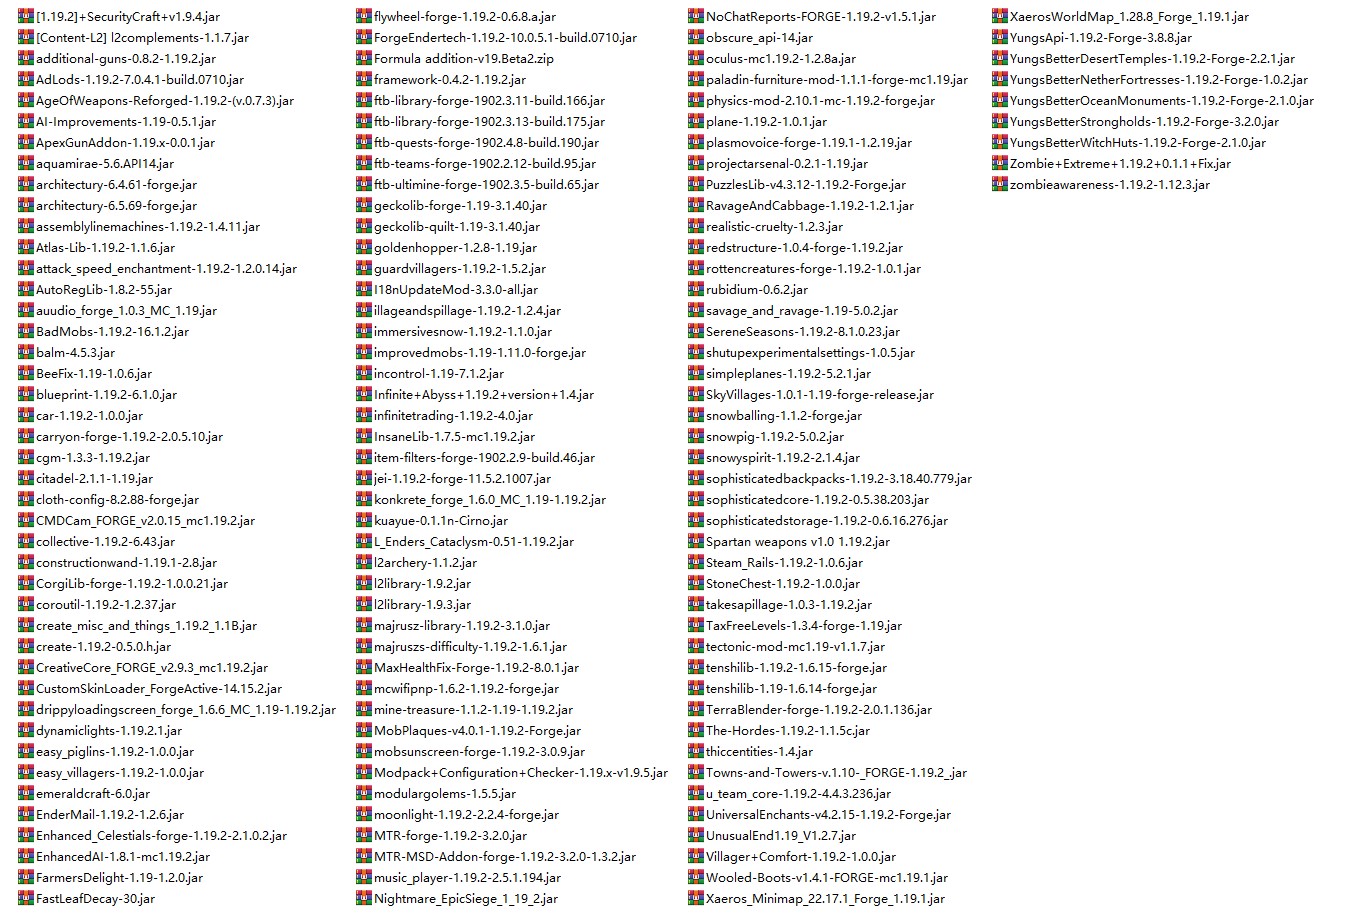 [1.19.2]+SecurityCraft+v1.9.4.jar
[Content-L2] l2complements-1.1.7.jar
additional-guns-0.8.2-1.19.2.jar
AdLods-1.19.2-7.0.4.1-build.0710.jar
AgeOfWeapons-Reforged-1.19.2-(v.0.7.3).jar
AI-Improvements-1.19-0.5.1.jar
ApexGunAddon-1.19.x-0.0.1.jar
aquamirae-5.6.API14.jar
architectury-6.4.61-forge.jar
architectury-6.5.69-forge.jar
assemblylinemachines-1.19.2-1.4.11.jar
Atlas-Lib-1.19.2-1.1.6.jar
attack_speed_enchantment-1.19.2-1.2.0.14.jar
AutoRegLib-1.8.2-55.jar
auudio_forge_1.0.3_MC_1.19.jar
BadMobs-1.19.2-16.1.2.jar
balm-4.5.3.jar
BeeFix-1.19-1.0.6.jar
blueprint-1.19.2-6.1.0.jar
car-1.19.2-1.0.0.jar
carryon-forge-1.19.2-2.0.5.10.jar
cgm-1.3.3-1.19.2.jar
citadel-2.1.1-1.19.jar
cloth-config-8.2.88-forge.jar
CMDCam_FORGE_v2.0.15_mc1.19.2.jar
collective-1.19.2-6.43.jar
constructionwand-1.19.1-2.8.jar
CorgiLib-forge-1.19.2-1.0.0.21.jar
coroutil-1.19.2-1.2.37.jar
create_misc_and_things_1.19.2_1.1B.jar
create-1.19.2-0.5.0.h.jar
CreativeCore_FORGE_v2.9.3_mc1.19.2.jar
CustomSkinLoader_ForgeActive-14.15.2.jar
drippyloadingscreen_forge_1.6.6_MC_1.19-1.19.2.jar
dynamiclights-1.19.2.1.jar
easy_piglins-1.19.2-1.0.0.jar
easy_villagers-1.19.2-1.0.0.jar
emeraldcraft-6.0.jar
EnderMail-1.19.2-1.2.6.jar
Enhanced_Celestials-forge-1.19.2-2.1.0.2.jar
EnhancedAI-1.8.1-mc1.19.2.jar
FarmersDelight-1.19-1.2.0.jar
FastLeafDecay-30.jar
flywheel-forge-1.19.2-0.6.8.a.jar
ForgeEndertech-1.19.2-10.0.5.1-build.0710.jar
Formula addition-v19.Beta2.zip
framework-0.4.2-1.19.2.jar
ftb-library-forge-1902.3.11-build.166.jar
ftb-library-forge-1902.3.13-build.175.jar
ftb-quests-forge-1902.4.8-build.190.jar
ftb-teams-forge-1902.2.12-build.95.jar
ftb-ultimine-forge-1902.3.5-build.65.jar
geckolib-forge-1.19-3.1.40.jar
geckolib-quilt-1.19-3.1.40.jar
goldenhopper-1.2.8-1.19.jar
guardvillagers-1.19.2-1.5.2.jar
I18nUpdateMod-3.3.0-all.jar
illageandspillage-1.19.2-1.2.4.jar
immersivesnow-1.19.2-1.1.0.jar
improvedmobs-1.19-1.11.0-forge.jar
incontrol-1.19-7.1.2.jar
Infinite+Abyss+1.19.2+version+1.4.jar
infinitetrading-1.19.2-4.0.jar
InsaneLib-1.7.5-mc1.19.2.jar
item-filters-forge-1902.2.9-build.46.jar
jei-1.19.2-forge-11.5.2.1007.jar
konkrete_forge_1.6.0_MC_1.19-1.19.2.jar
kuayue-0.1.1n-Cirno.jar
L_Enders_Cataclysm-0.51-1.19.2.jar
l2archery-1.1.2.jar
l2library-1.9.2.jar
l2library-1.9.3.jar
majrusz-library-1.19.2-3.1.0.jar
majruszs-difficulty-1.19.2-1.6.1.jar
MaxHealthFix-Forge-1.19.2-8.0.1.jar
mcwifipnp-1.6.2-1.19.2-forge.jar
mine-treasure-1.1.2-1.19-1.19.2.jar
MobPlaques-v4.0.1-1.19.2-Forge.jar
mobsunscreen-forge-1.19.2-3.0.9.jar
Modpack+Configuration+Checker-1.19.x-v1.9.5.jar
modulargolems-1.5.5.jar
moonlight-1.19.2-2.2.4-forge.jar
MTR-forge-1.19.2-3.2.0.jar
MTR-MSD-Addon-forge-1.19.2-3.2.0-1.3.2.jar
music_player-1.19.2-2.5.1.194.jar
Nightmare_EpicSiege_1_19_2.jar
NoChatReports-FORGE-1.19.2-v1.5.1.jar
obscure_api-14.jar
oculus-mc1.19.2-1.2.8a.jar
paladin-furniture-mod-1.1.1-forge-mc1.19.jar
physics-mod-2.10.1-mc-1.19.2-forge.jar
plane-1.19.2-1.0.1.jar
plasmovoice-forge-1.19.1-1.2.19.jar
projectarsenal-0.2.1-1.19.jar
PuzzlesLib-v4.3.12-1.19.2-Forge.jar
RavageAndCabbage-1.19.2-1.2.1.jar
realistic-cruelty-1.2.3.jar
redstructure-1.0.4-forge-1.19.2.jar
rottencreatures-forge-1.19.2-1.0.1.jar
rubidium-0.6.2.jar
savage_and_ravage-1.19-5.0.2.jar
SereneSeasons-1.19.2-8.1.0.23.jar
shutupexperimentalsettings-1.0.5.jar
simpleplanes-1.19.2-5.2.1.jar
SkyVillages-1.0.1-1.19-forge-release.jar
snowballing-1.1.2-forge.jar
snowpig-1.19.2-5.0.2.jar
snowyspirit-1.19.2-2.1.4.jar
sophisticatedbackpacks-1.19.2-3.18.40.779.jar
sophisticatedcore-1.19.2-0.5.38.203.jar
sophisticatedstorage-1.19.2-0.6.16.276.jar
Spartan weapons v1.0 1.19.2.jar
Steam_Rails-1.19.2-1.0.6.jar
StoneChest-1.19.2-1.0.0.jar
takesapillage-1.0.3-1.19.2.jar
TaxFreeLevels-1.3.4-forge-1.19.jar
tectonic-mod-mc1.19-v1.1.7.jar
tenshilib-1.19.2-1.6.15-forge.jar
tenshilib-1.19-1.6.14-forge.jar
TerraBlender-forge-1.19.2-2.0.1.136.jar
The-Hordes-1.19.2-1.1.5c.jar
thiccentities-1.4.jar
Towns-and-Towers-v.1.10-_FORGE-1.19.2_.jar
u_team_core-1.19.2-4.4.3.236.jar
UniversalEnchants-v4.2.15-1.19.2-Forge.jar
UnusualEnd1.19_V1.2.7.jar
Villager+Comfort-1.19.2-1.0.0.jar
Wooled-Boots-v1.4.1-FORGE-mc1.19.1.jar
Xaeros_Minimap_22.17.1_Forge_1.19.1.jar
XaerosWorldMap_1.28.8_Forge_1.19.1.jar
YungsApi-1.19.2-Forge-3.8.8.jar
YungsBetterDesertTemples-1.19.2-Forge-2.2.1.jar
YungsBetterNetherFortresses-1.19.2-Forge-1.0.2.jar
YungsBetterOceanMonuments-1.19.2-Forge-2.1.0.jar
YungsBetterStrongholds-1.19.2-Forge-3.2.0.jar
YungsBetterWitchHuts-1.19.2-Forge-2.1.0.jar
Zombie+Extreme+1.19.2+0.1.1+Fix.jar
zombieawareness-1.19.2-1.12.3.jar